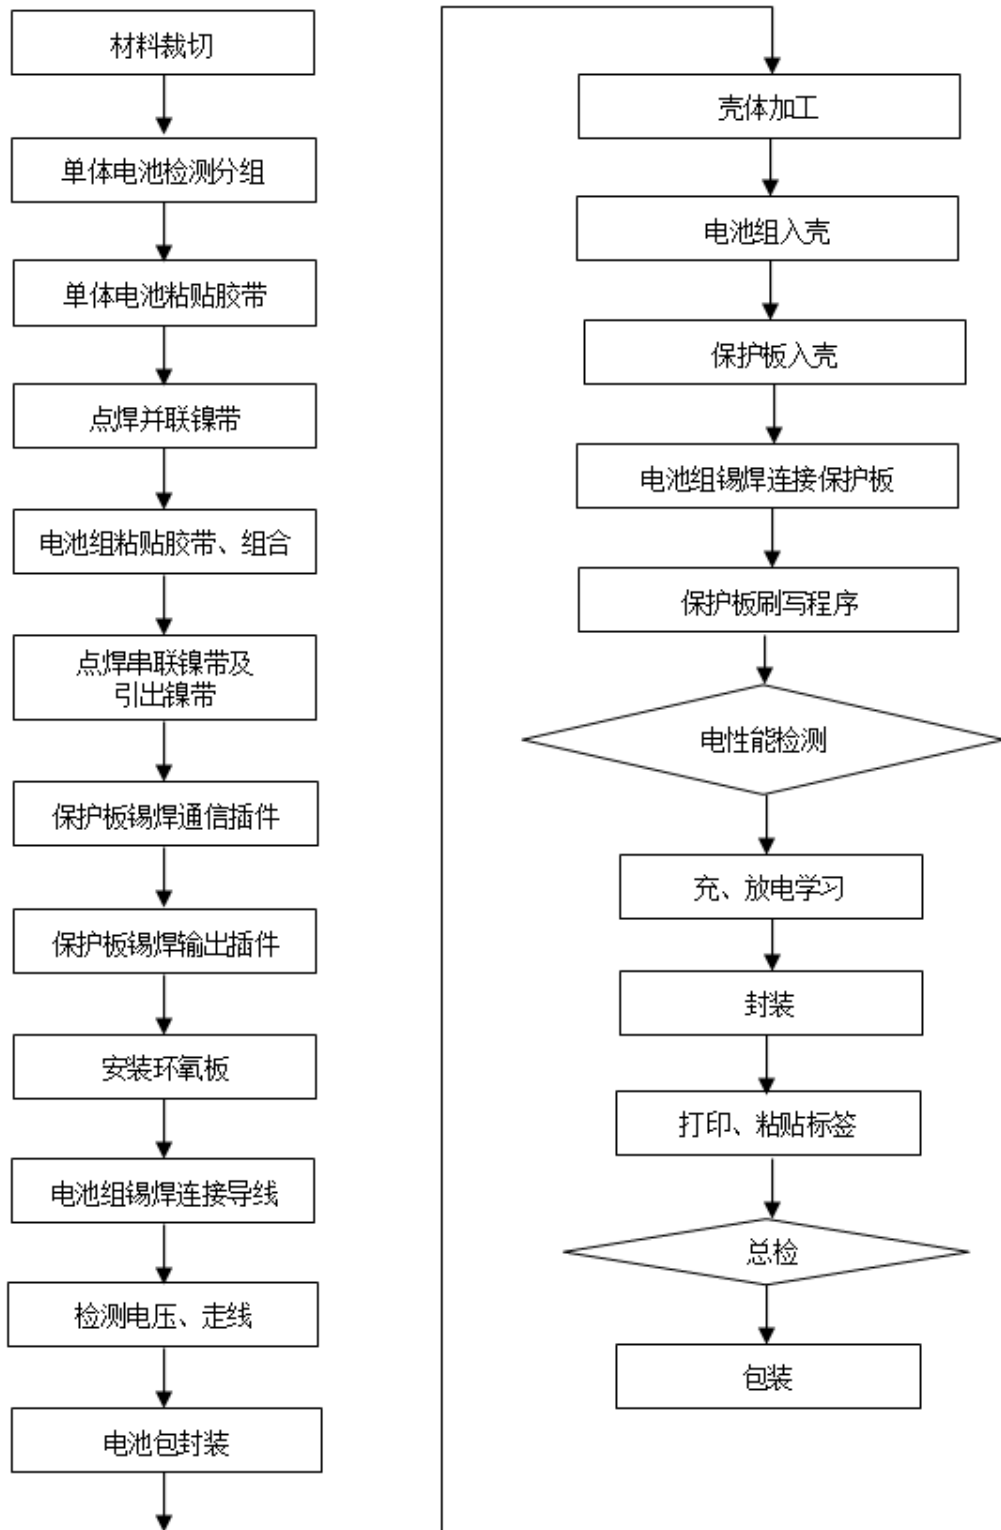 材料裁切
单体电池检测分组
单体电池粘贴胶带
点焊并联镍带
电池组粘贴胶带、组合
点焊串联镍带及
引出镍带
保护板锡焊通信插件
保护板锡焊输出插件
安装环氧板
电池组锡焊连接导线
检测电压、走线
电池包封装
壳体加工
电池组入壳
保护板入壳
电池组锡焊连接保护板
保护板刷写程序
电性能检测
充、放电学习
封装
打印、粘贴标签
总检
包装